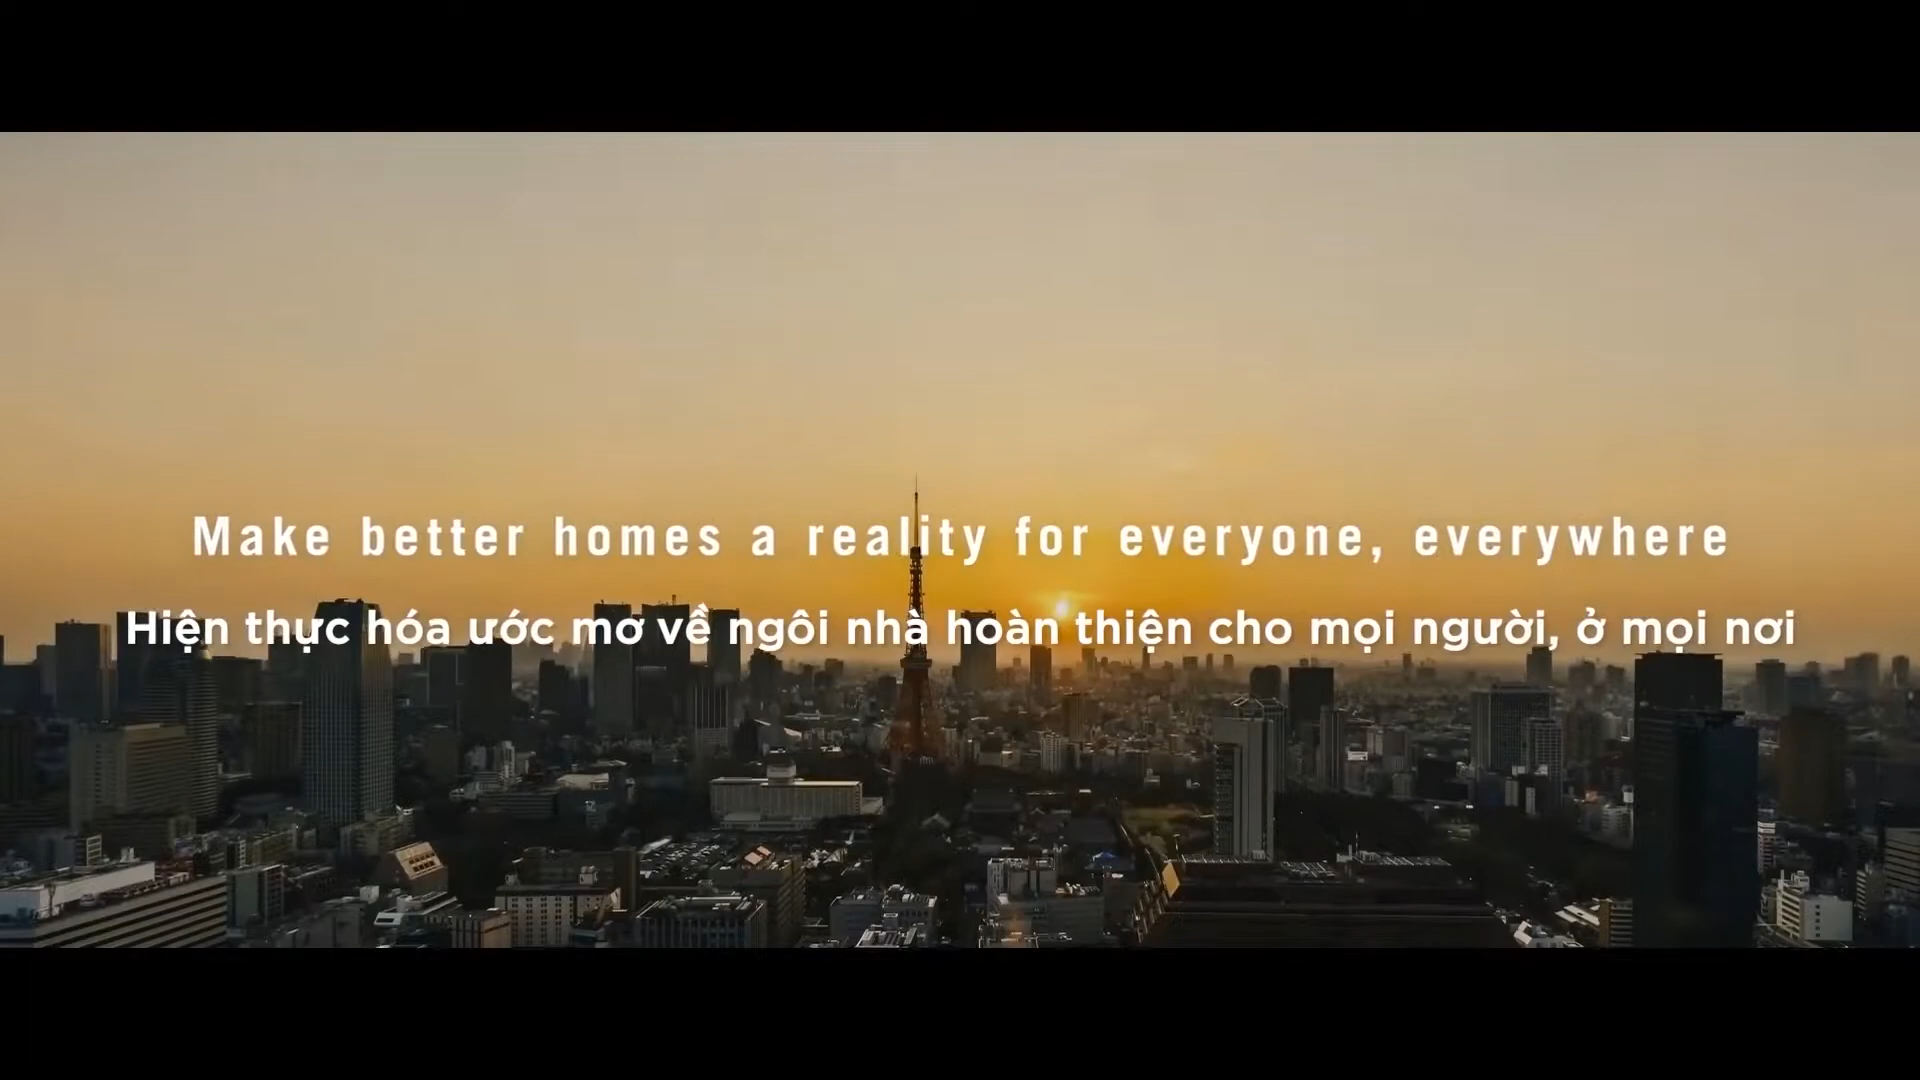 Make better homes a reality for everyone, everywhere
Hiện thực hóa ước mơ về ngôi nhà hoàn thiện cho mọi người, ở mọi nơi